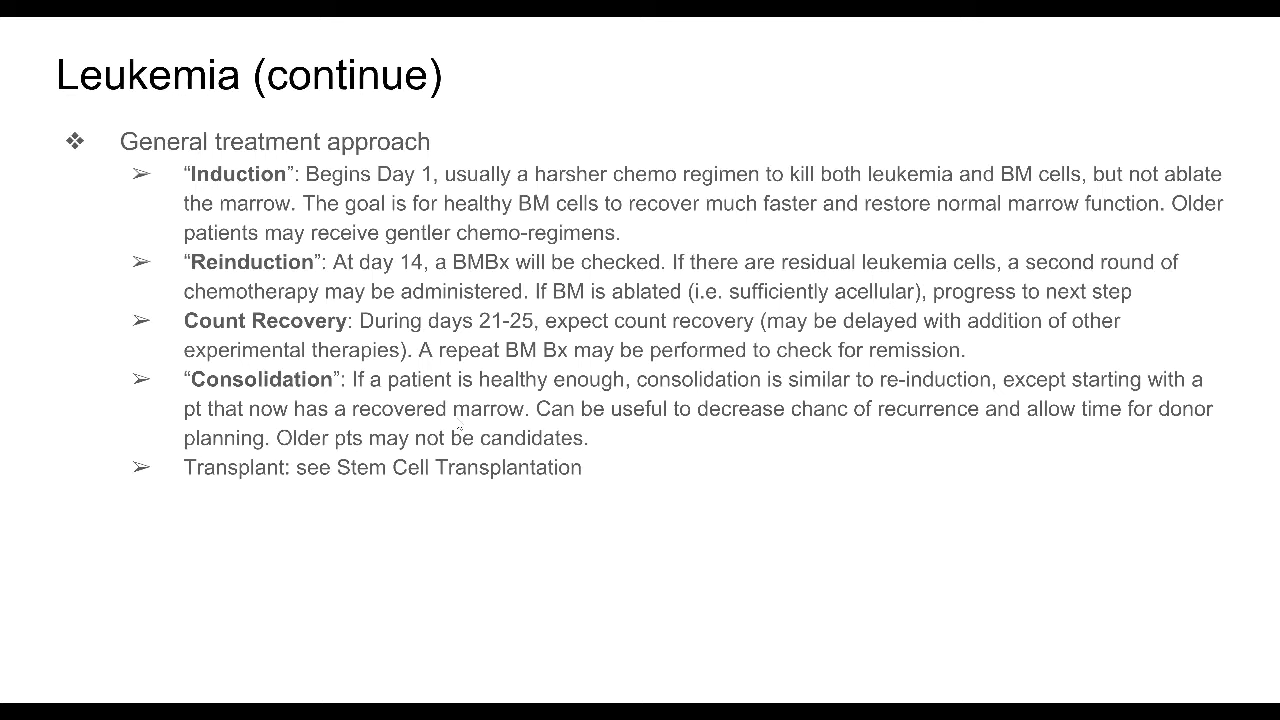 Leukemia (continue)
❖ General treatment approach
➢ “Induction”: Begins Day 1, usually a harsher chemo regimen to kill both leukemia and BM cells, but not ablate
the marrow. The goal is for healthy BM cells to recover much faster and restore normal marrow function. Older
patients may receive gentler chemo-regimens.
➢ “Reinduction”: At day 14, a BMBx will be checked. If there are residual leukemia cells, a second round of
chemotherapy may be administered. If BM is ablated (i.e. sufficiently acellular), progress to next step
➢ Count Recovery: During days 21-25, expect count recovery (may be delayed with addition of other
experimental therapies). A repeat BM Bx may be performed to check for remission.
➢ “Consolidation”: If a patient is healthy enough, consolidation is similar to re-induction, except starting with a
pt that now has a recovered marrow. Can be useful to decrease chanc of recurrence and allow time for donor
planning. Older pts may not be candidates.
➢ Transplant: see Stem Cell Transplantation